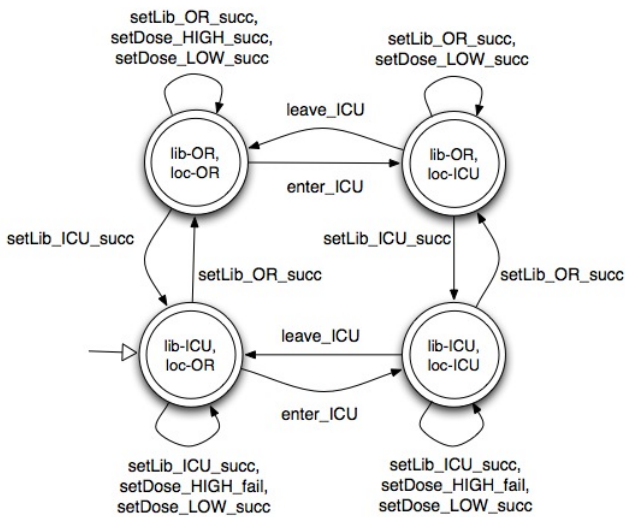 setLib_OR_succ,
setDose_HIGH_succ,
setDose_LOW_succ
setLib_OR_succ,
setDose_LOW_succ
leave_ICU
lib-OR,
loc-OR
lib-OR,
loc-ICU
enter_ICU
setLib_ICU_succ
setLib_ICU_succ
setLib_OR_succ
setLib_OR_succ
leave_ICU
lib-ICU,
loc-OR
lib-ICU,
loc-ICU
enter_ICU
setLib_ICU_succ,
setDose_HIGH_fail,
setDose_LOW_succ
setLib_ICU_succ,
setDose_HIGH_fail,
setDose_LOW_succ